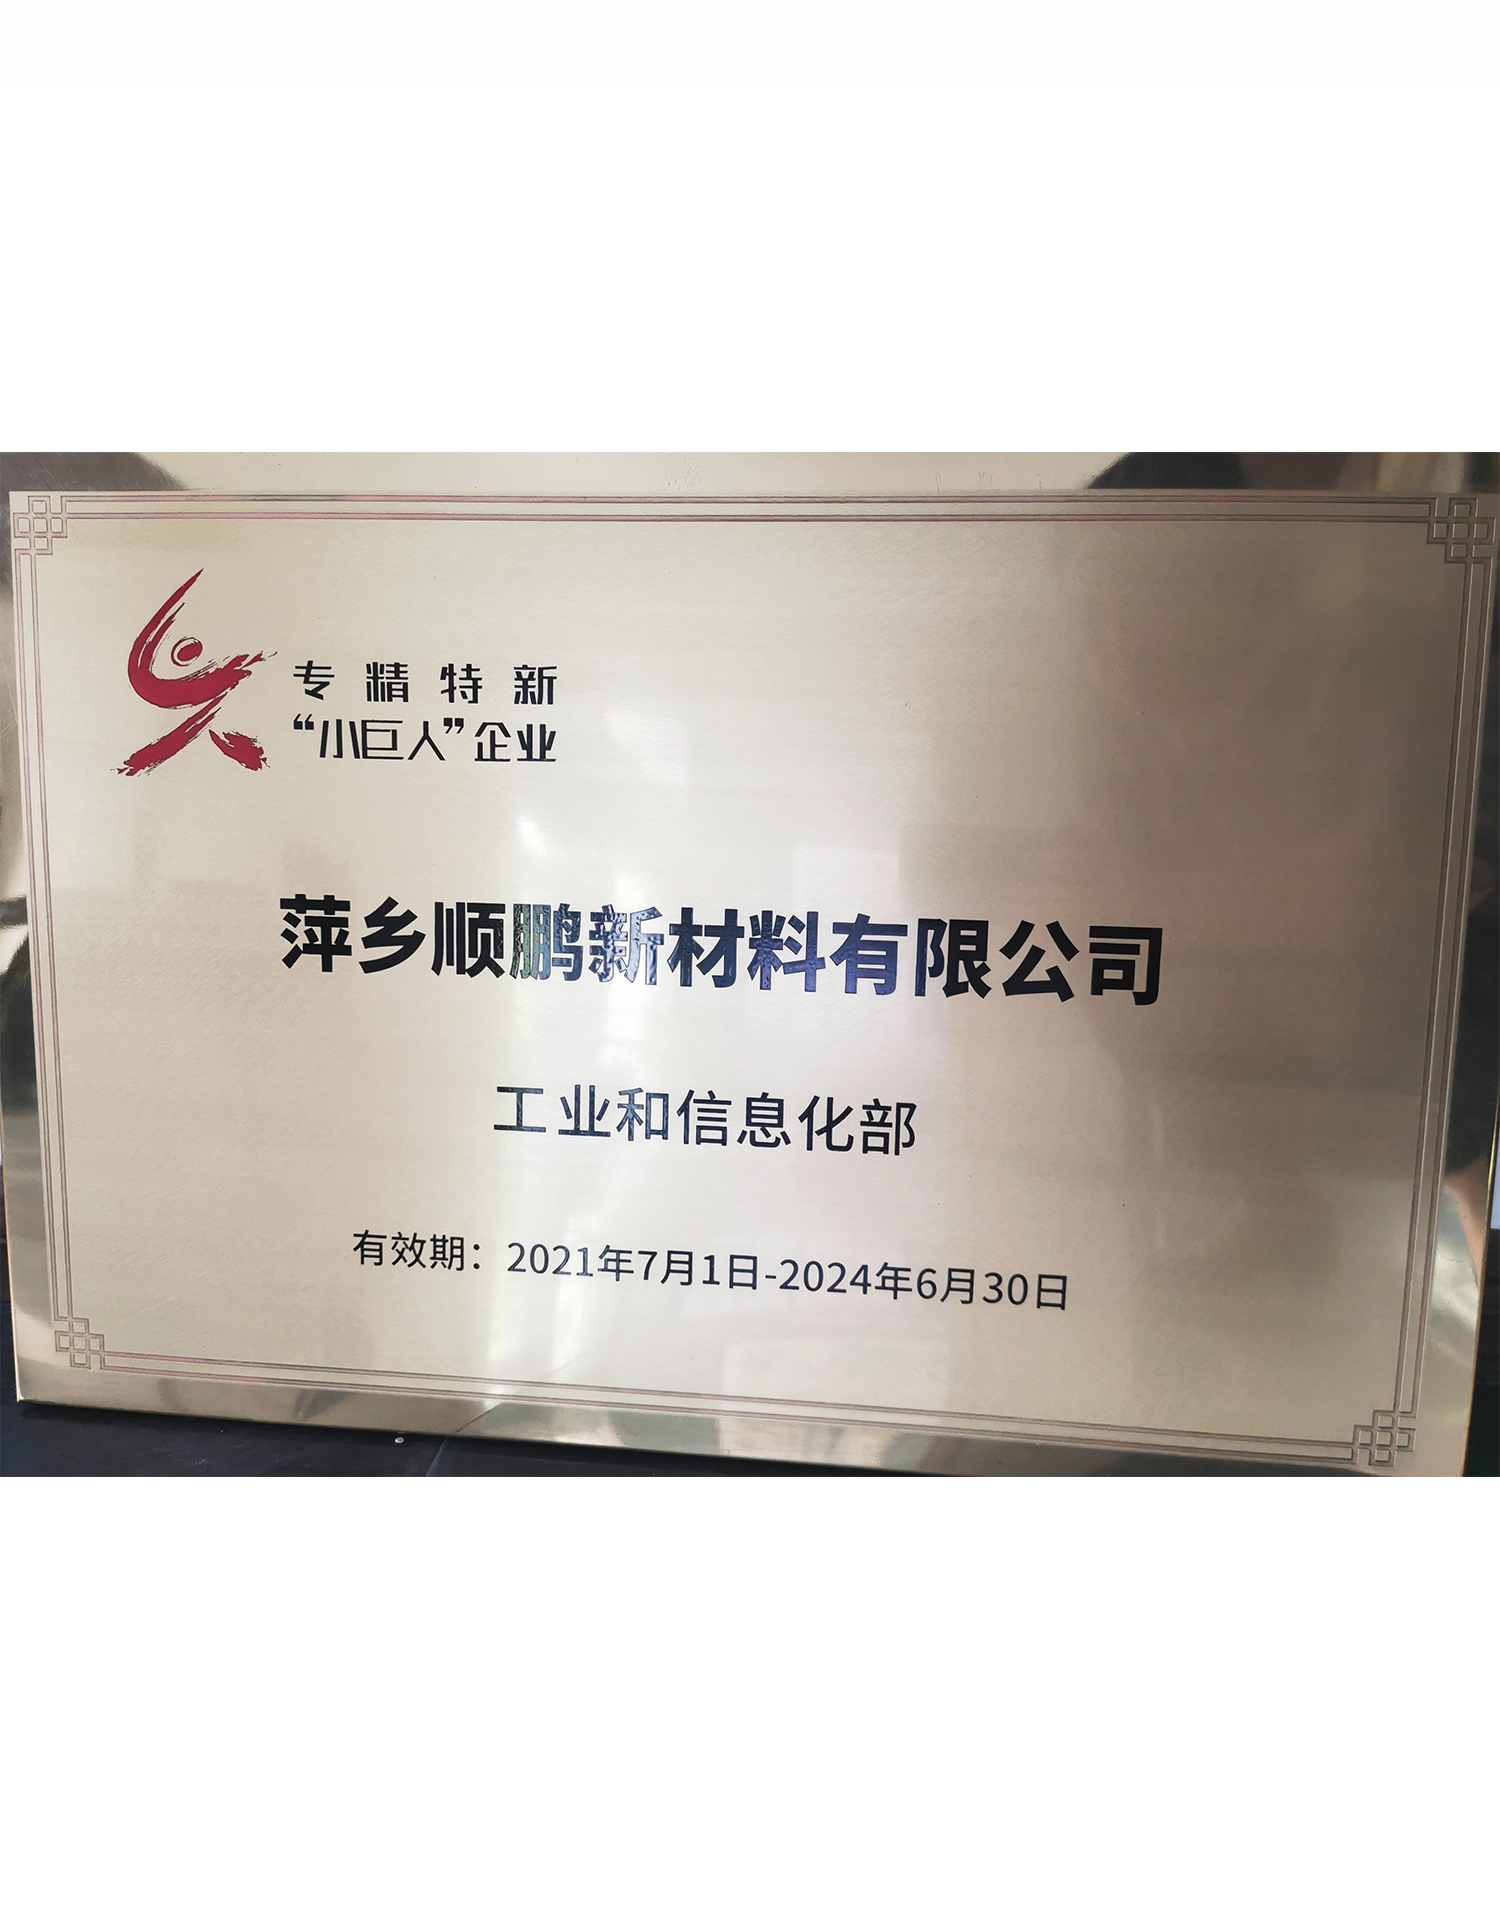 专精特新
“小巨人”企业
萍乡顺鹏新材料有限公司
工业和信息化部
有效期：2021年7月1日-2024年6月30日